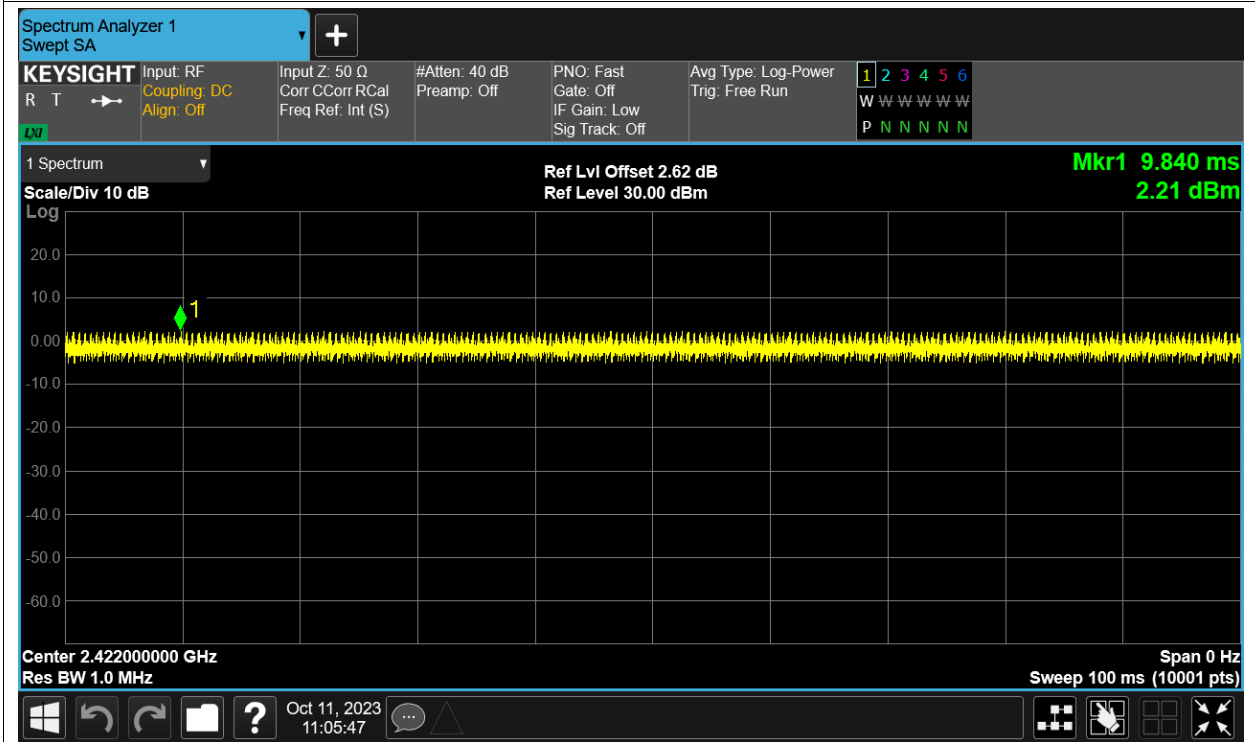 Spectrum Analyzer 1
Swept SA
+
KEYSIGHT
R T
LXI
Input: RF
Coupling: DC
Align: Off
Input Z: 50 Ω
Corr CCorr RCal
Freq Ref: Int (S)
#Atten: 40 dB
Preamp: Off
PNO: Fast
Gate: Off
IF Gain: Low
Sig Track: Off
Avg Type: Log-Power
Trig: Free Run
1 2 3 4 5 6
W W W W W W
P N N N N N
1 Spectrum
Scale/Div 10 dB
Log
Ref Lvl Offset 2.62 dB
Ref Level 30.00 dBm
Mkr1 9.840 ms
2.21 dBm
20.0
10.0
1
0.00
-10.0
-20.0
-30.0
-40.0
-50.0
-60.0
Center 2.422000000 GHz
Res BW 1.0 MHz
Span 0 Hz
Sweep 100 ms (10001 pts)
?
Oct 11, 2023
11:05:47